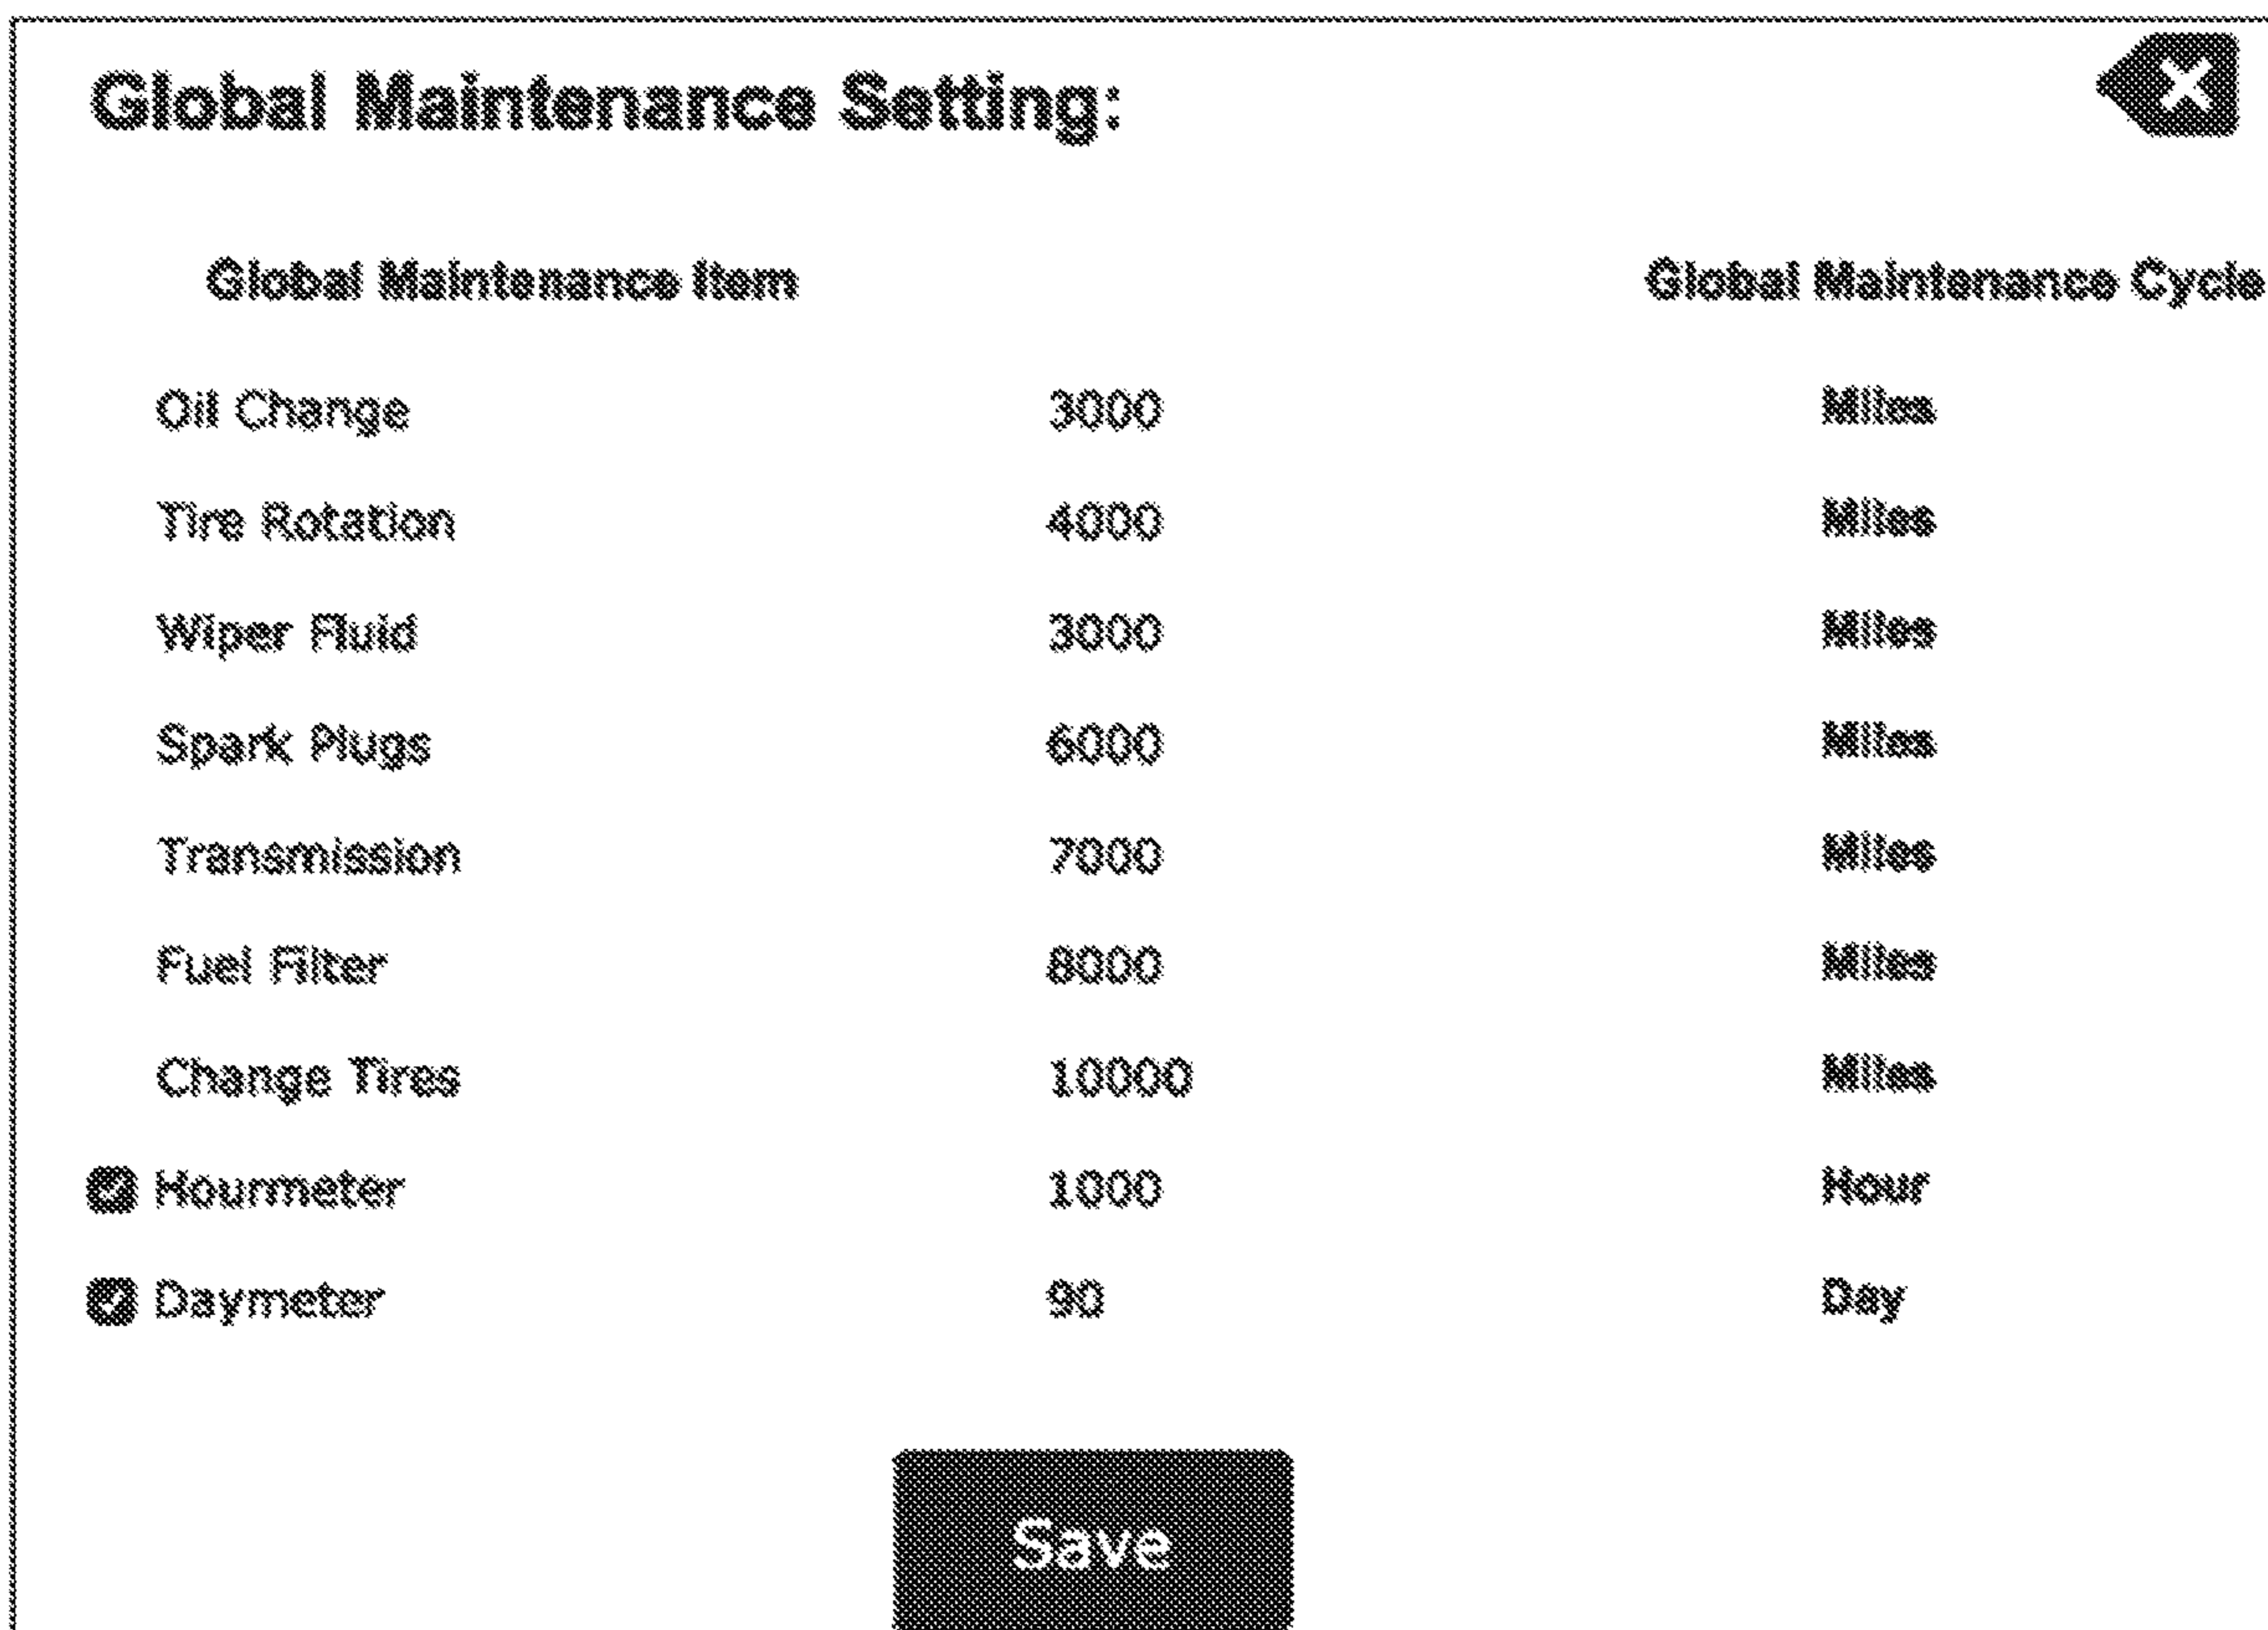 Global Maintenance Setting:
Global Maintenance Item Global Maintenance Cycle
Oil Change 3000 Miles
Tire Rotation 4000 Miles
Wiper Fluid 3000 Miles
Spark Plugs 6000 Miles
Transmission 7000 Miles
Fuel Filter 8000 Miles
Change Tires 10000 Miles
Hourmeter 1000 Hour
Daymeter 90 Day
Save